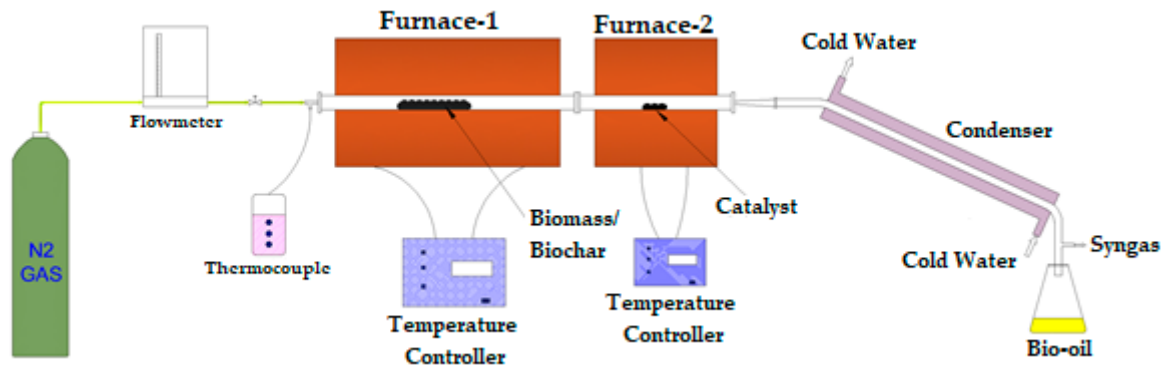 Furnace-1
Furnace-2
Cold Water
Flowmeter
Condenser
N2
GAS
Thermocouple
Biomass/
Biochar
Catalyst
Cold Water
Syngas
Temperature
Controller
Temperature
Controller
Bio-oil